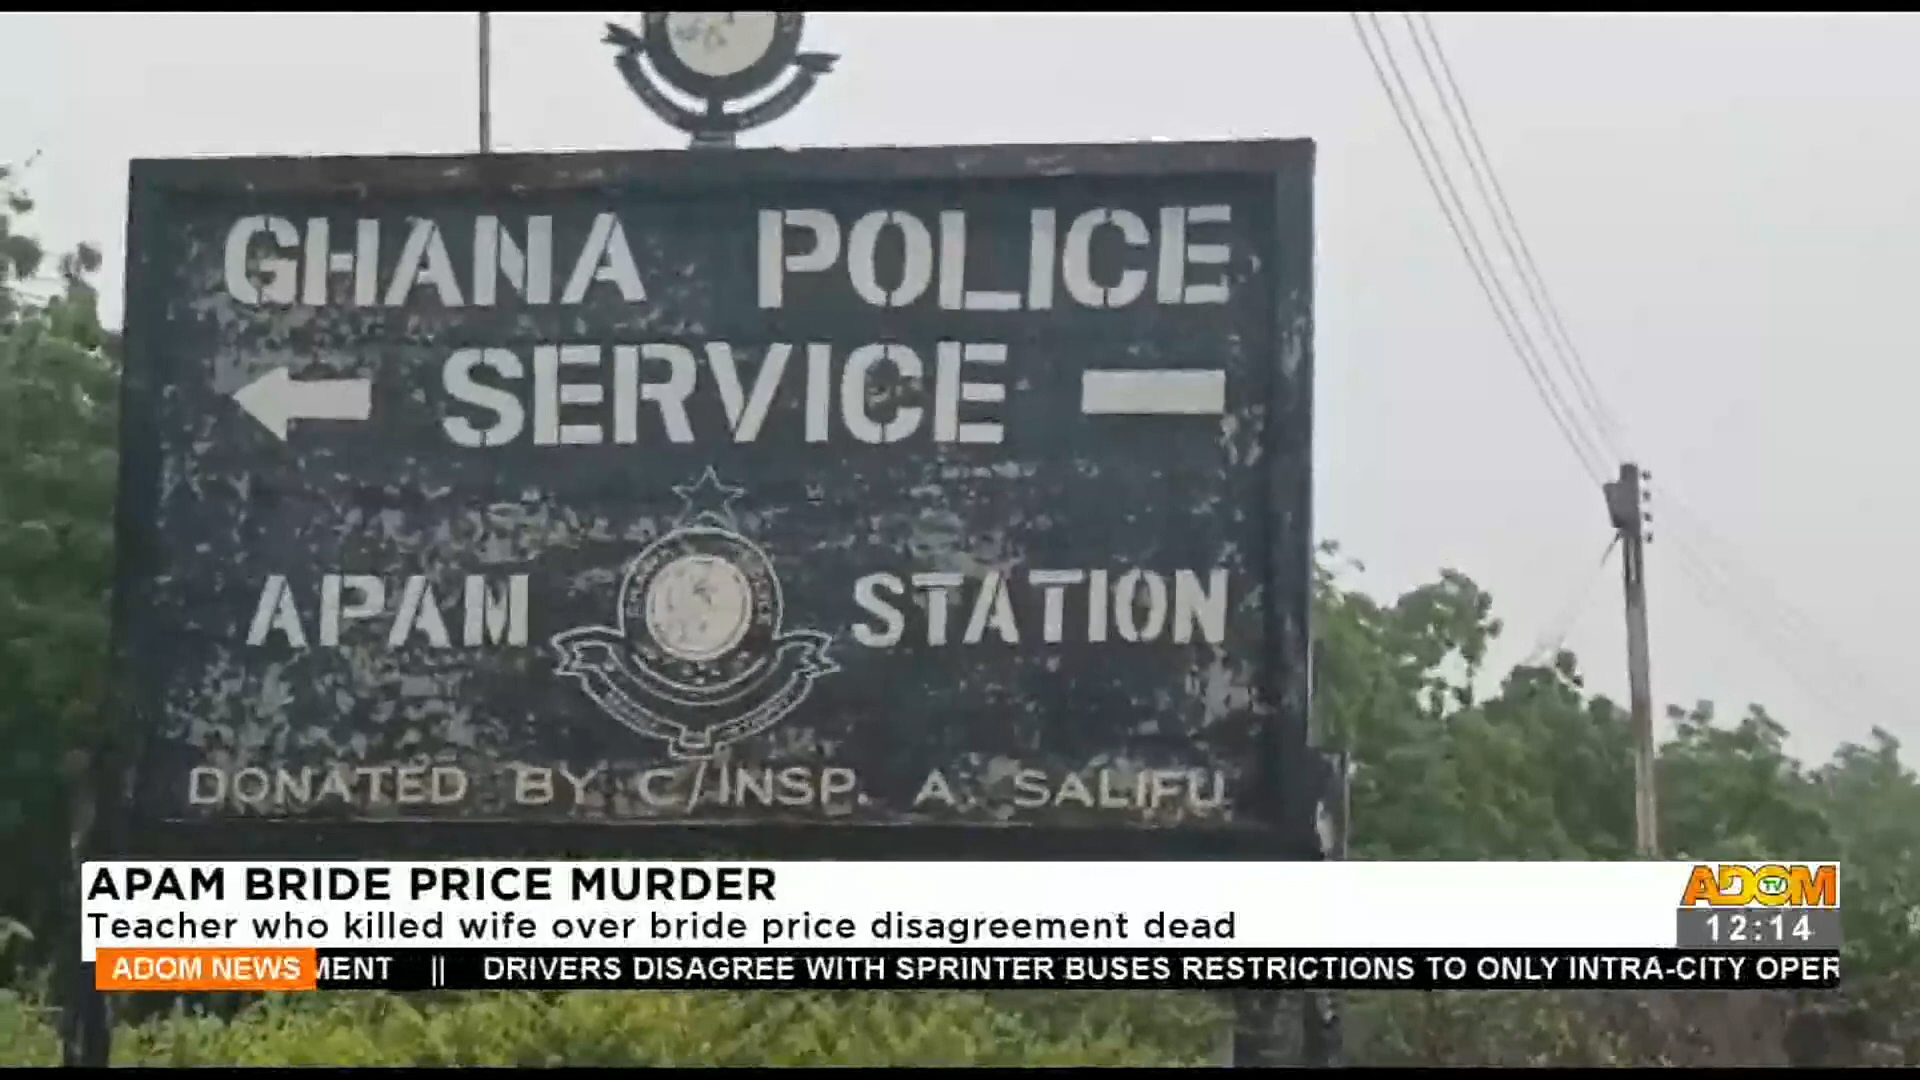 GHANA POLICE
SERVICE
APAM STATION
DONATED BY C/INSP. A. SALIFU
APAM BRIDE PRICE MURDER
Teacher who killed wife over bride price disagreement dead
ADOM TV
12:14
ADOM NEWS MENT || DRIVERS DISAGREE WITH SPRINTER BUSES RESTRICTIONS TO ONLY INTRA-CITY OPER